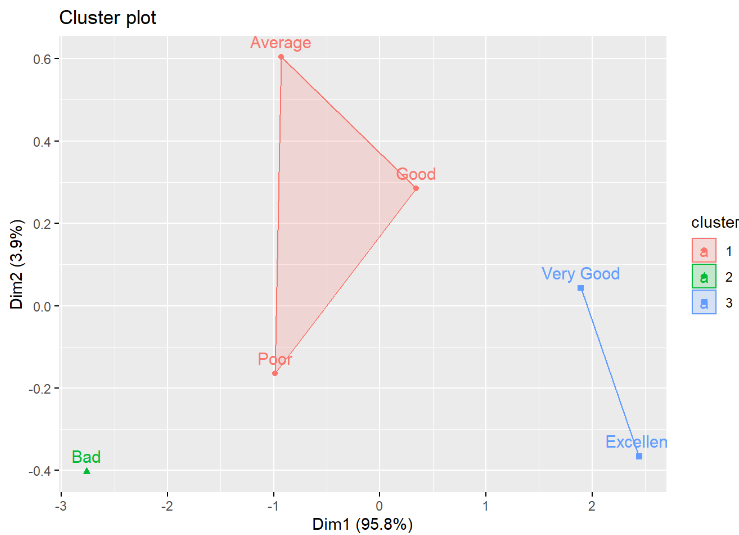 Cluster plot
Average
Good
Very Good
Poor
Excellen
Bad
0.6
0.4
0.2
0.0
-0.2
-0.4
-3
-2
-1
0
1
2
Dim1 (95.8%)
Dim2 (3.9%)
cluster
a 1
a 2
a 3